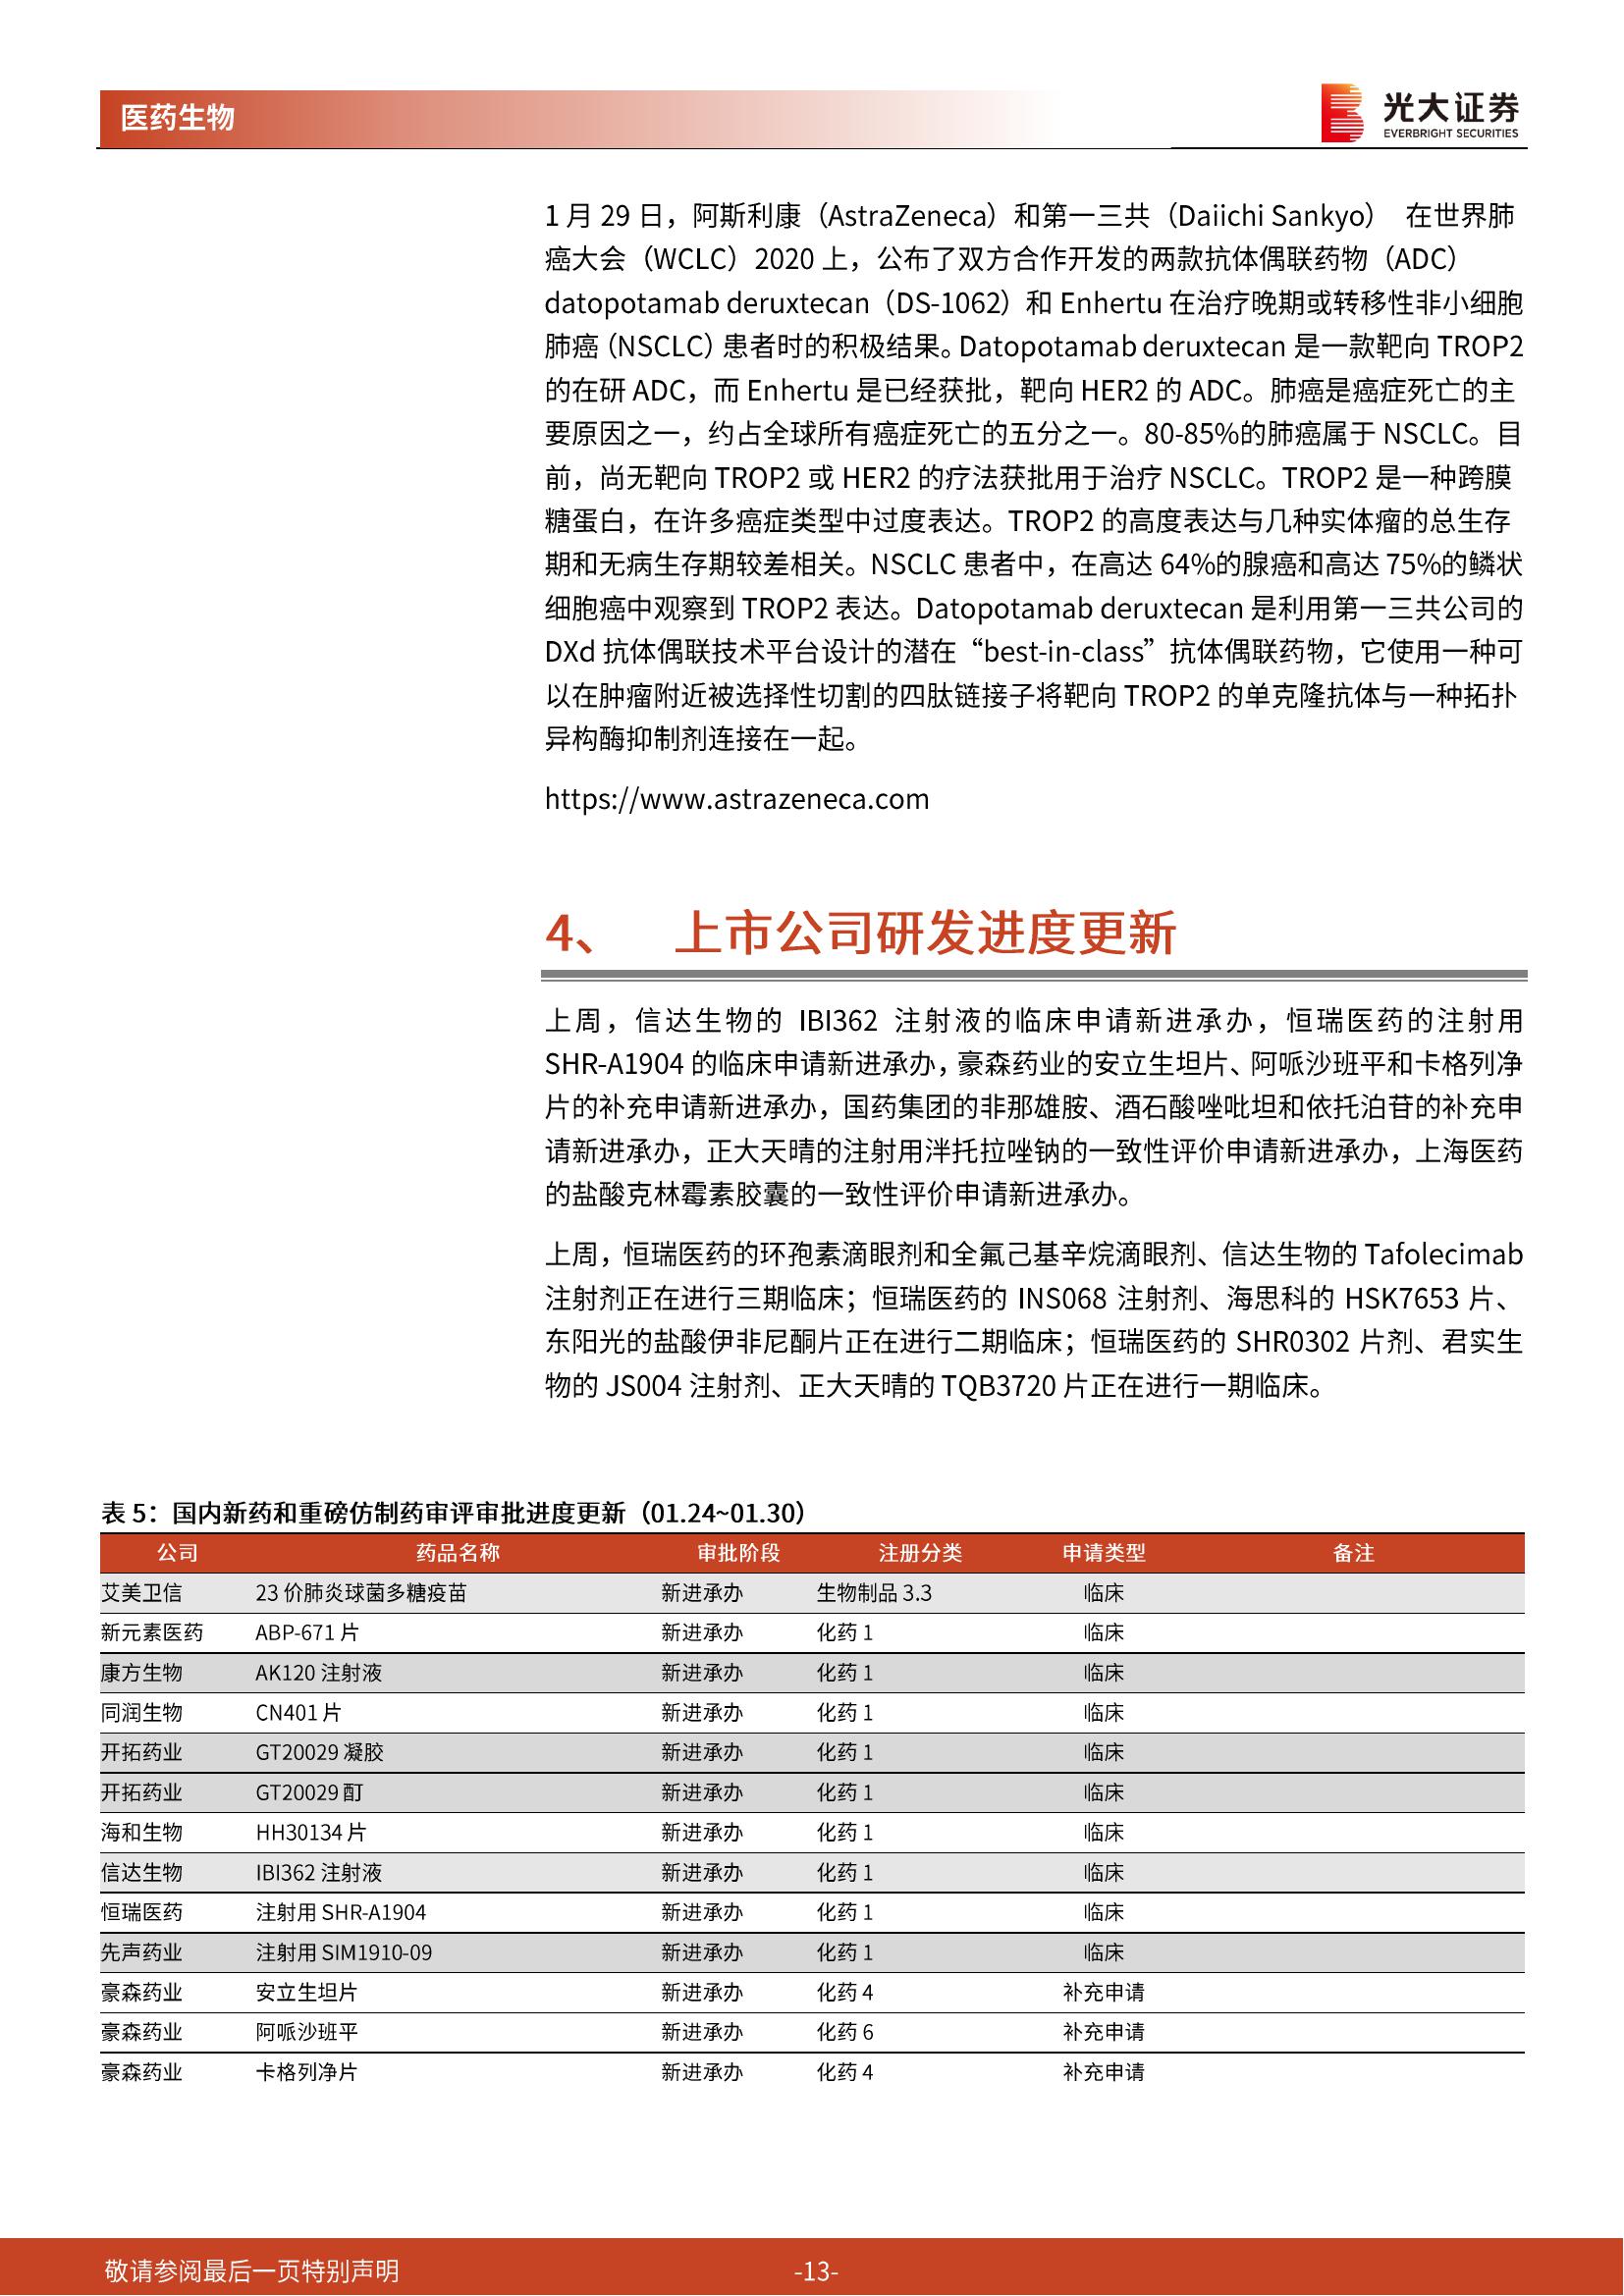 医药生物
光大证券
EVERBRIGHT SECURITIES
1 月 29 日，阿斯利康（AstraZeneca）和第一三共（Daiichi Sankyo） 在世界肺
癌大会（WCLC）2020 上，公布了双方合作开发的两款抗体偶联药物（ADC）
datopotamab deruxtecan（DS-1062）和 Enhertu 在治疗晚期或转移性非小细胞
肺癌（NSCLC）患者时的积极结果。Datopotamab deruxtecan 是一款靶向 TROP2
的在研 ADC，而 Enhertu 是已经获批，靶向 HER2 的 ADC。肺癌是癌症死亡的主
要原因之一，约占全球所有癌症死亡的五分之一。80-85%的肺癌属于 NSCLC。目
前，尚无靶向 TROP2 或 HER2 的疗法获批用于治疗 NSCLC。TROP2 是一种跨膜
糖蛋白，在许多癌症类型中过度表达。TROP2 的高度表达与几种实体瘤的总生存
期和无病生存期较差相关。NSCLC 患者中，在高达 64%的腺癌和高达 75%的鳞状
细胞癌中观察到 TROP2 表达。Datopotamab deruxtecan 是利用第一三共公司的
DXd 抗体偶联技术平台设计的潜在“best-in-class”抗体偶联药物，它使用一种可
以在肿瘤附近被选择性切割的四肽链接子将靶向 TROP2 的单克隆抗体与一种拓扑
异构酶抑制剂连接在一起。
https://www.astrazeneca.com
4、 上市公司研发进度更新
上周，信达生物的 IBI362 注射液的临床申请新进承办，恒瑞医药的注射用
SHR-A1904 的临床申请新进承办，豪森药业的安立生坦片、阿哌沙班平和卡格列净
片的补充申请新进承办，国药集团的非那雄胺、酒石酸唑吡坦和依托泊苷的补充申
请新进承办，正大天晴的注射用泮托拉唑钠的一致性评价申请新进承办，上海医药
的盐酸克林霉素胶囊的一致性评价申请新进承办。
上周，恒瑞医药的环孢素滴眼剂和全氟己基辛烷滴眼剂、信达生物的 Tafolecimab
注射剂正在进行三期临床；恒瑞医药的 INS068 注射剂、海思科的 HSK7653 片、
东阳光的盐酸伊非尼酮片正在进行二期临床；恒瑞医药的 SHR0302 片剂、君实生
物的 JS004 注射剂、正大天晴的 TQB3720 片正在进行一期临床。
表 5：国内新药和重磅仿制药审评审批进度更新（01.24~01.30）
公司 药品名称 审批阶段 注册分类 申请类型 备注
艾美卫信 23 价肺炎球菌多糖疫苗 新进承办 生物制品 3.3 临床
新元素医药 ABP-671 片 新进承办 化药 1 临床
康方生物 AK120 注射液 新进承办 化药 1 临床
同润生物 CN401 片 新进承办 化药 1 临床
开拓药业 GT20029 凝胶 新进承办 化药 1 临床
开拓药业 GT20029 酊 新进承办 化药 1 临床
海和生物 HH30134 片 新进承办 化药 1 临床
信达生物 IBI362 注射液 新进承办 化药 1 临床
恒瑞医药 注射用 SHR-A1904 新进承办 化药 1 临床
先声药业 注射用 SIM1910-09 新进承办 化药 1 临床
豪森药业 安立生坦片 新进承办 化药 4 补充申请
豪森药业 阿哌沙班平 新进承办 化药 6 补充申请
豪森药业 卡格列净片 新进承办 化药 4 补充申请
敬请参阅最后一页特别声明 -13-